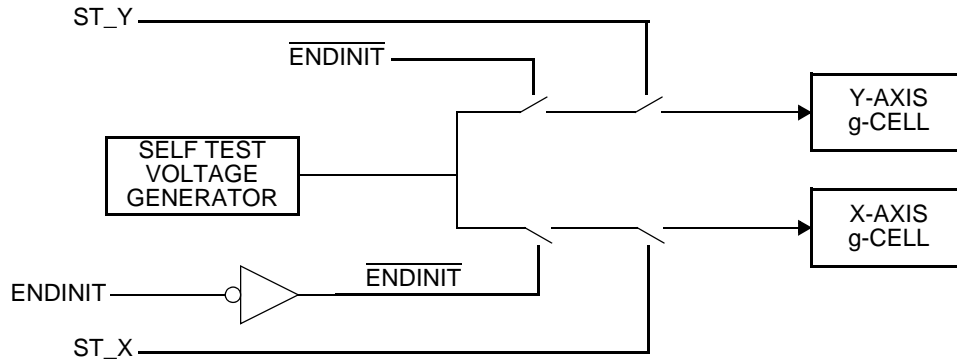 ST_Y
ENDINIT
Y-AXIS
g-CELL
SELF TEST
VOLTAGE
GENERATOR
X-AXIS
g-CELL
ENDINIT
ENDINIT
ST_X